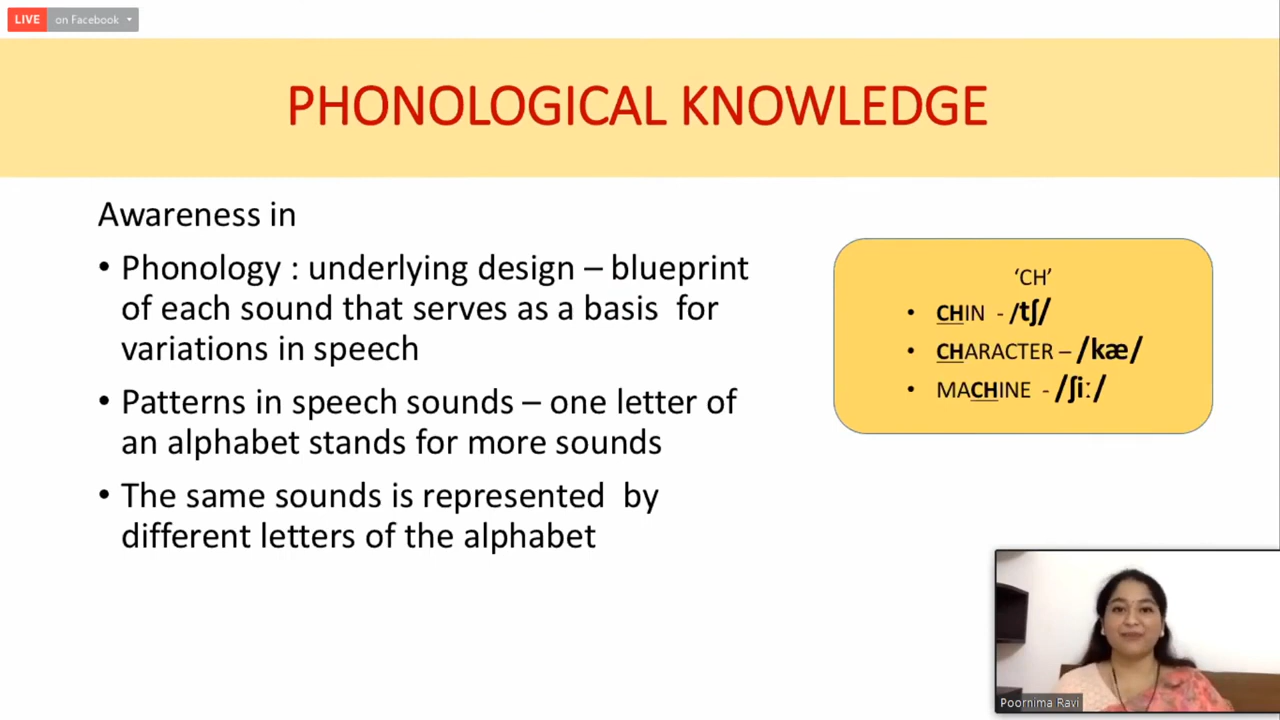 LIVE on Facebook
PHONOLOGICAL KNOWLEDGE
Awareness in
• Phonology : underlying design – blueprint
of each sound that serves as a basis for
variations in speech
• Patterns in speech sounds – one letter of
an alphabet stands for more sounds
• The same sounds is represented by
different letters of the alphabet
‘CH’
• CHIN - /tʃ/
• CHARACTER – /kæ/
• MACHINE - /ʃiː/
Poornima Ravi